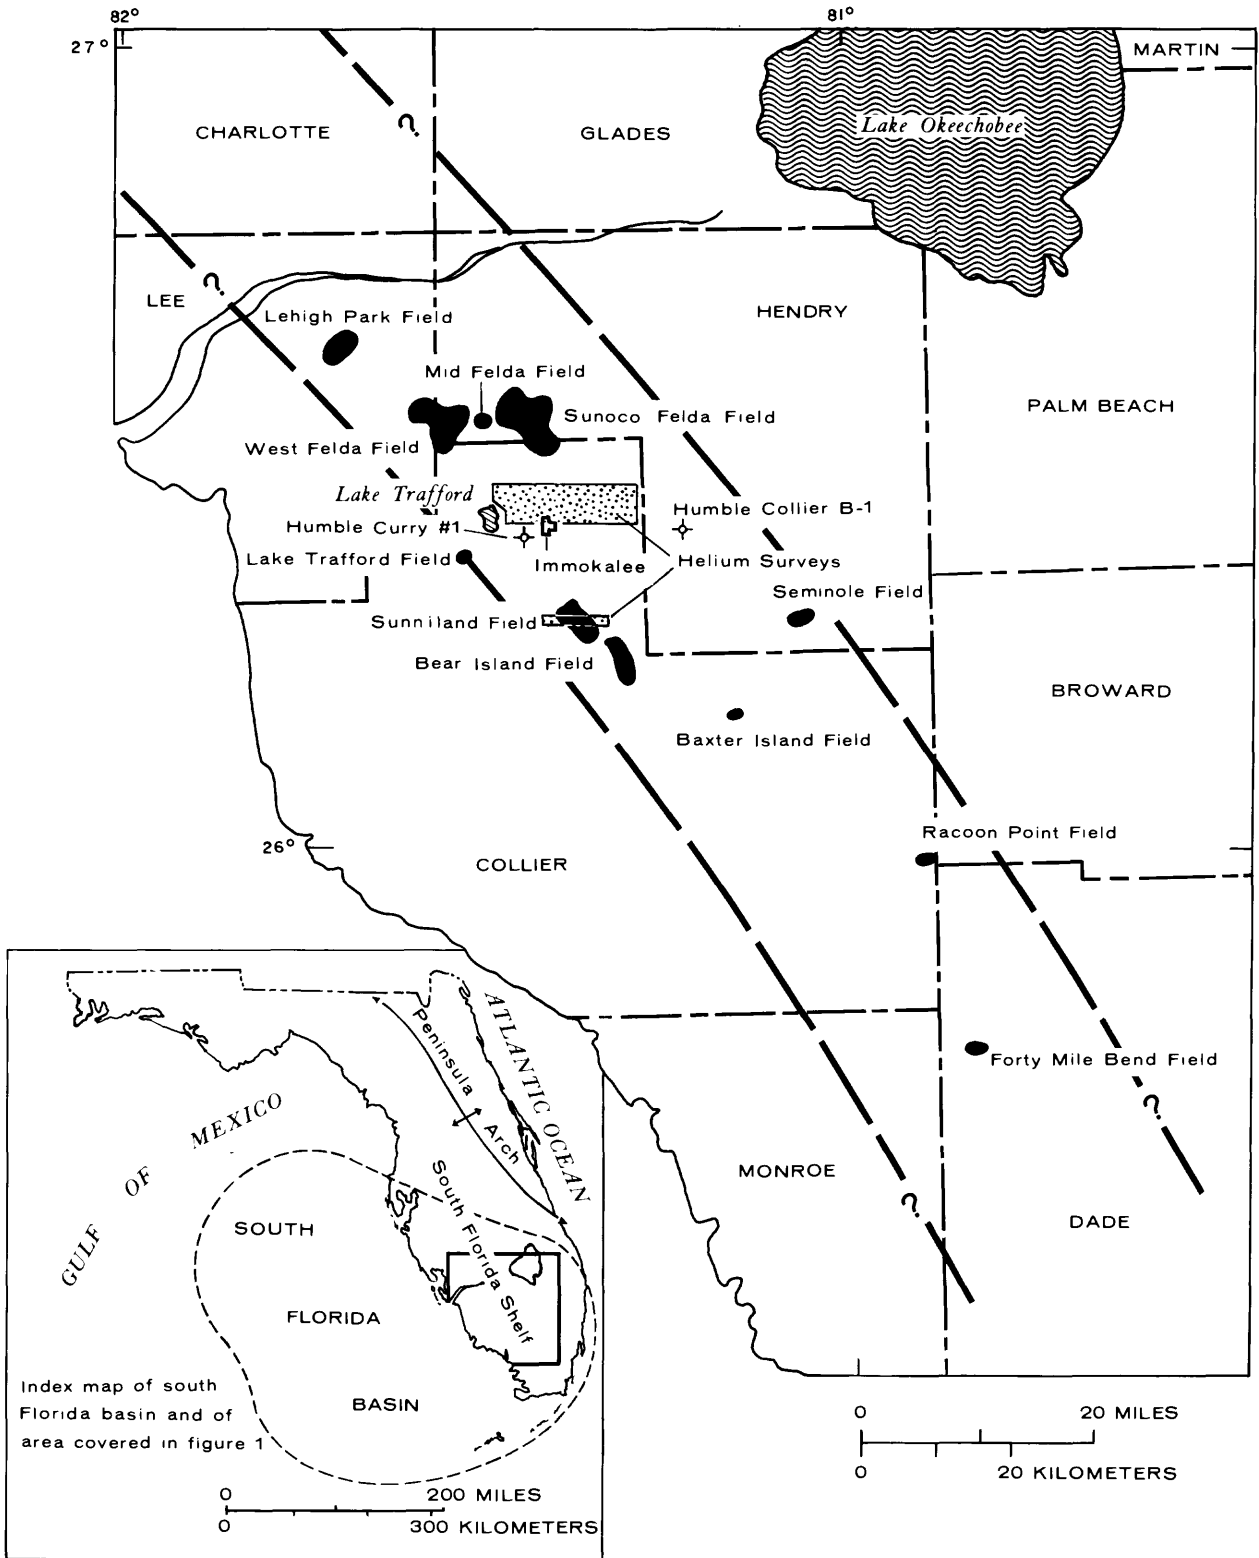 82°
81°
27°
MARTIN
CHARLOTTE
GLADES
Lake Okeechobee
?
?
LEE
HENDRY
Lehigh Park Field
Mid Felda Field
Sunoco Felda Field
PALM BEACH
West Felda Field
Lake Trafford
Humble Collier B-1
Humble Curry #1
Lake Trafford Field
Immokalee
Helium Surveys
Seminole Field
Sunniland Field
Bear Island Field
BROWARD
Baxter Island Field
Racoon Point Field
26°
COLLIER
Forty Mile Bend Field
?
MONROE
?
DADE
ATLANTIC OCEAN
Peninsula Arch
GULF OF MEXICO
South Florida Shelf
SOUTH
FLORIDA
BASIN
Index map of south
Florida basin and of
area covered in figure 1
0 200 MILES
0 300 KILOMETERS
0 20 MILES
0 20 KILOMETERS